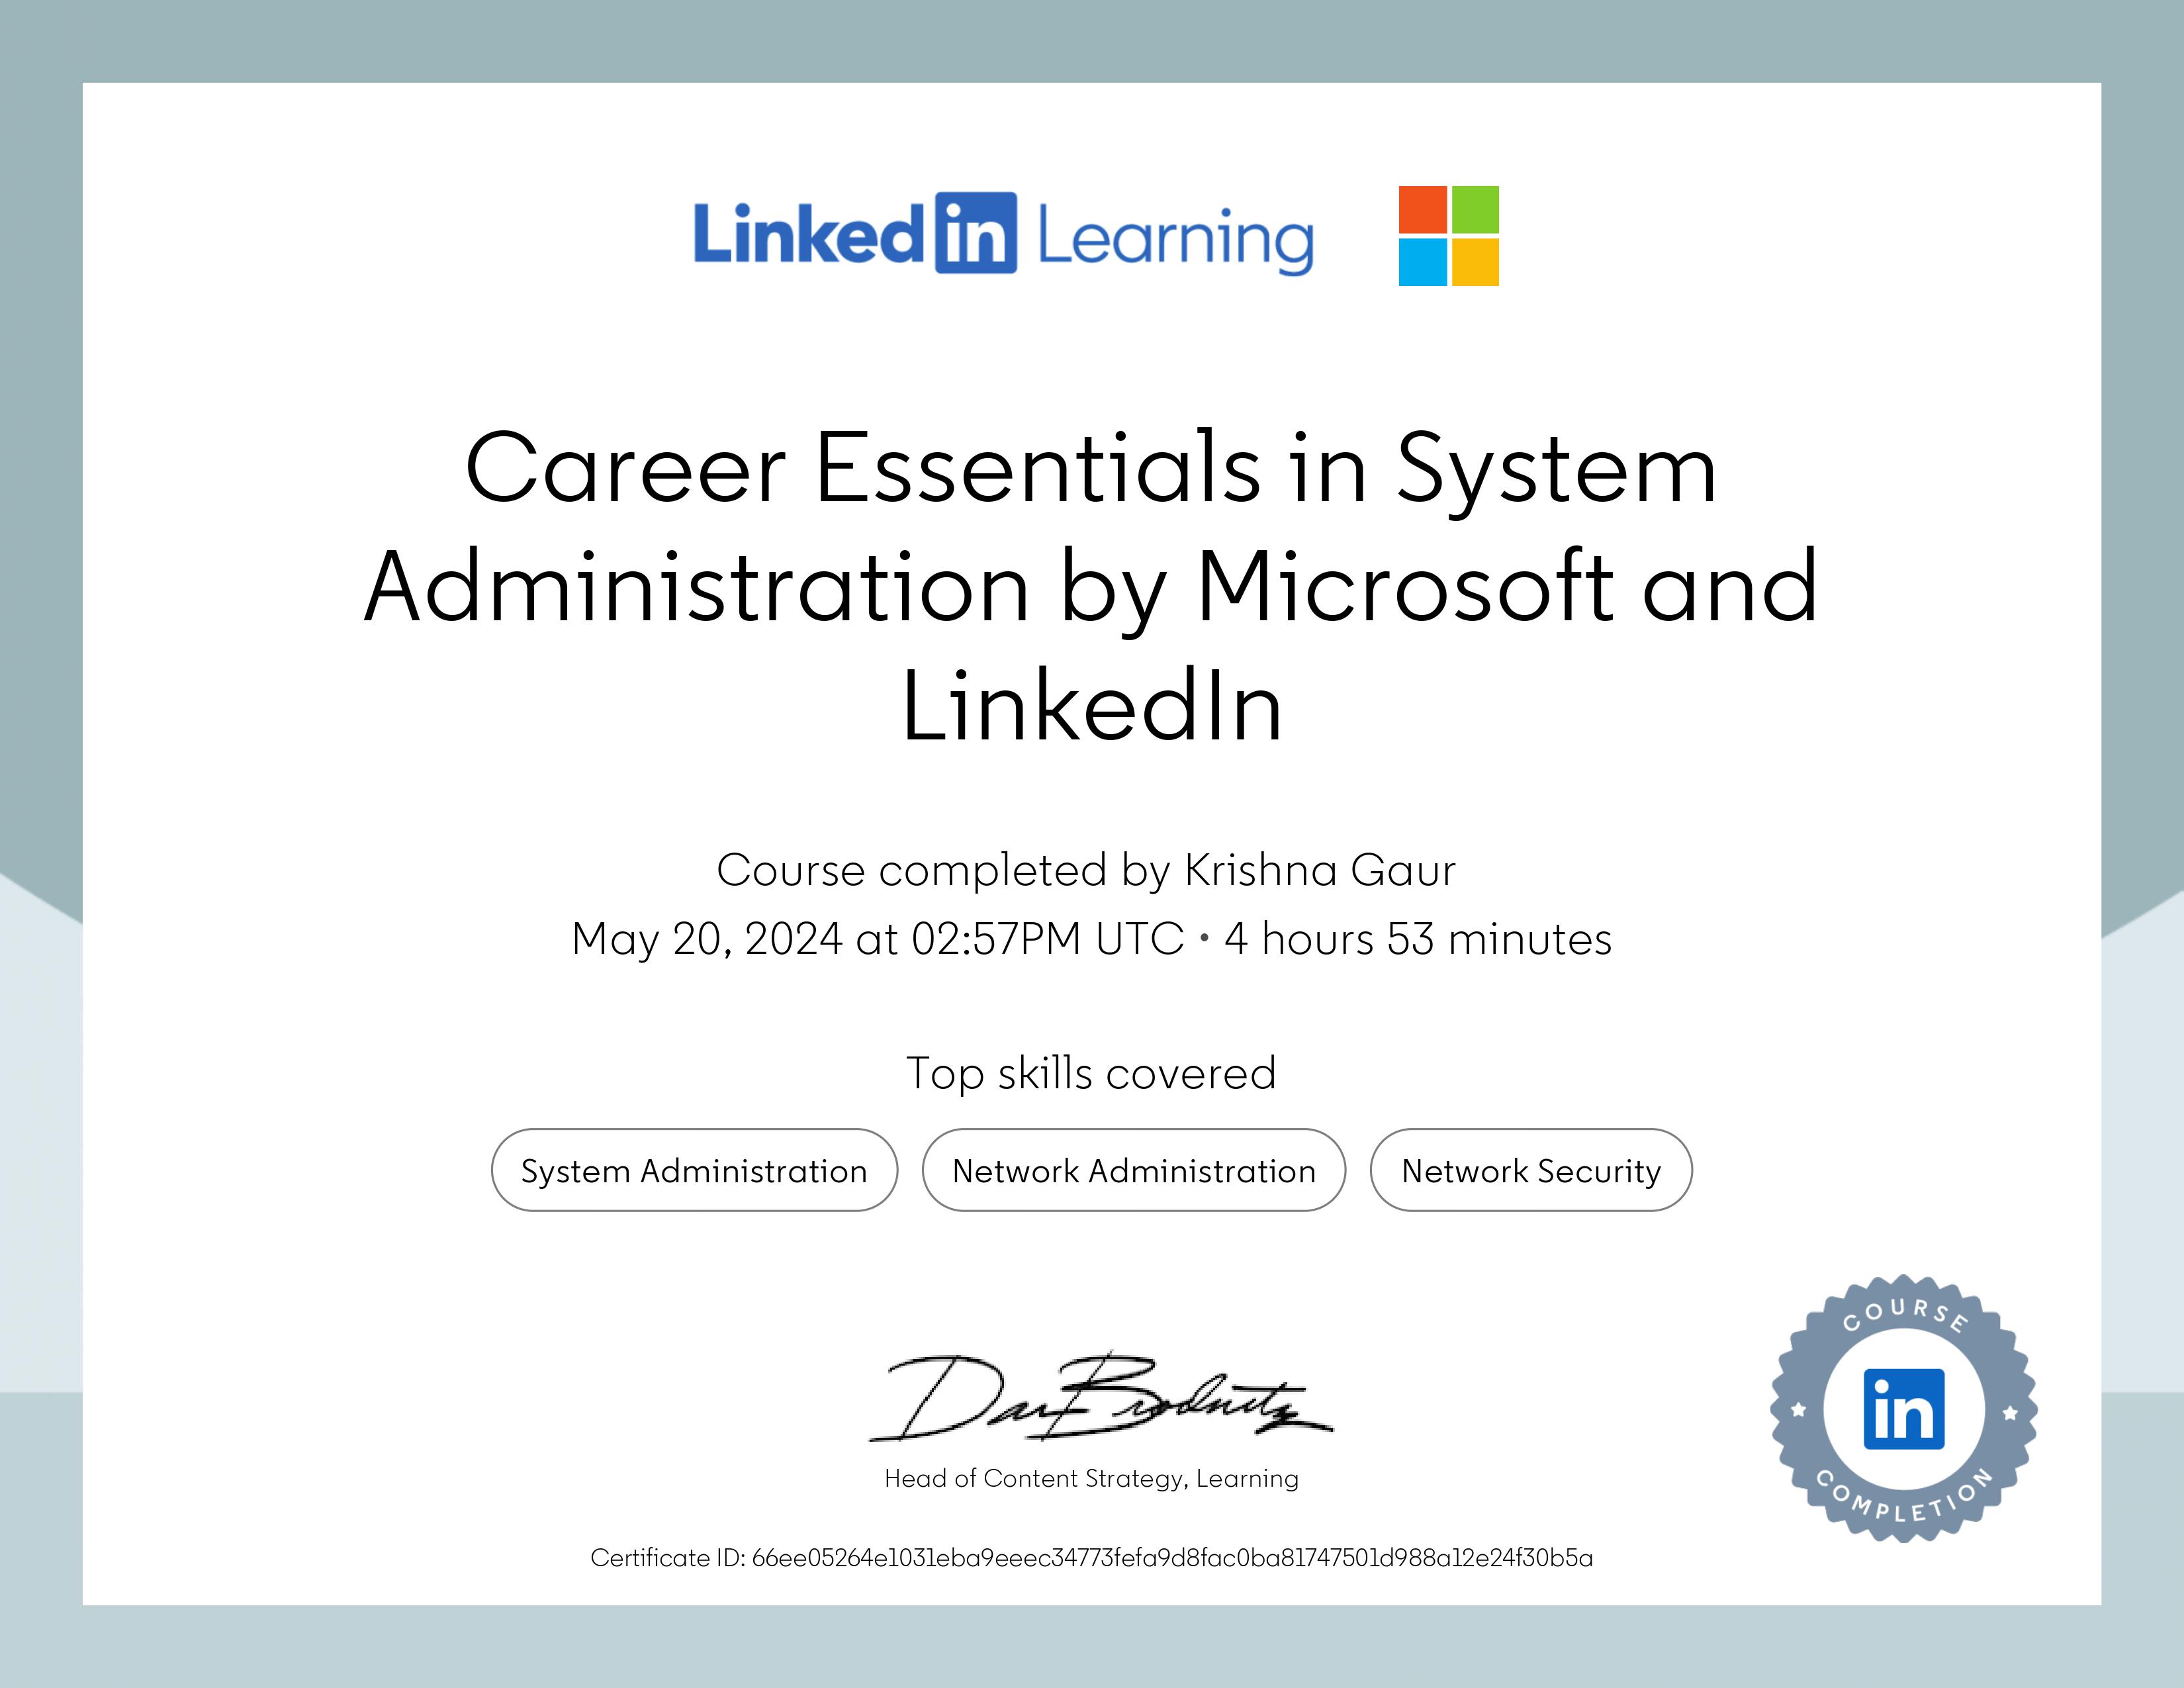 Linked in Learning
Career Essentials in System
Administration by Microsoft and
LinkedIn
Course completed by Krishna Gaur
May 20, 2024 at 02:57PM UTC • 4 hours 53 minutes
Top skills covered
System Administration
Network Administration
Network Security
Dan Brodnitz
Head of Content Strategy, Learning
Certificate ID: 66ee05264e1031eba9eeec34773fefa9d8fac0ba81747501d988a12e24f30b5a
COURSE
in
COMPLETION